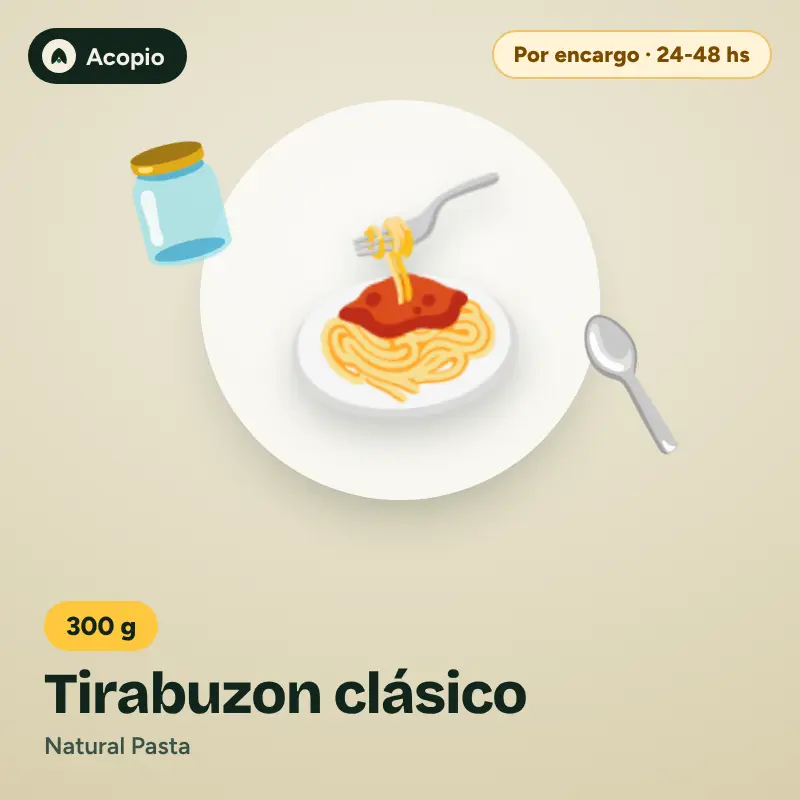 Acopio
Por encargo · 24-48 hs
300 g
Tirabuzon clásico
Natural Pasta